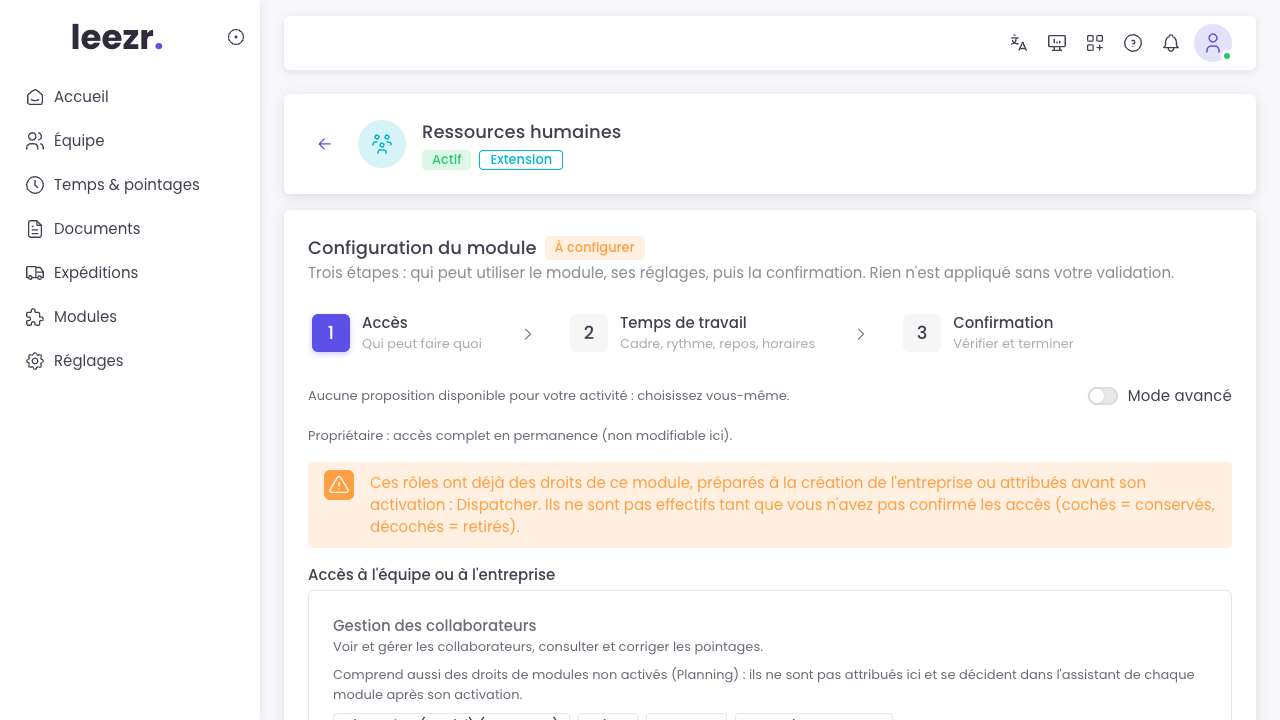 leezr.
Accueil
Équipe
Temps & pointages
Documents
Expéditions
Modules
Réglages
Ressources humaines
Actif
Extension
Configuration du module
À configurer
Trois étapes : qui peut utiliser le module, ses réglages, puis la confirmation. Rien n'est appliqué sans votre validation.
1
Accès
Qui peut faire quoi
2
Temps de travail
Cadre, rythme, repos, horaires
3
Confirmation
Vérifier et terminer
Aucune proposition disponible pour votre activité : choisissez vous-même.
Mode avancé
Propriétaire : accès complet en permanence (non modifiable ici).
Ces rôles ont déjà des droits de ce module, préparés à la création de l'entreprise ou attribués avant son
activation : Dispatcher. Ils ne sont pas effectifs tant que vous n'avez pas confirmé les accès (cochés = conservés,
décochés = retirés).
Accès à l'équipe ou à l'entreprise
Gestion des collaborateurs
Voir et gérer les collaborateurs, consulter et corriger les pointages.
Comprend aussi des droits de modules non activés (Planning) : ils ne sont pas attribués ici et se décident dans l'assistant de chaque
module après son activation.